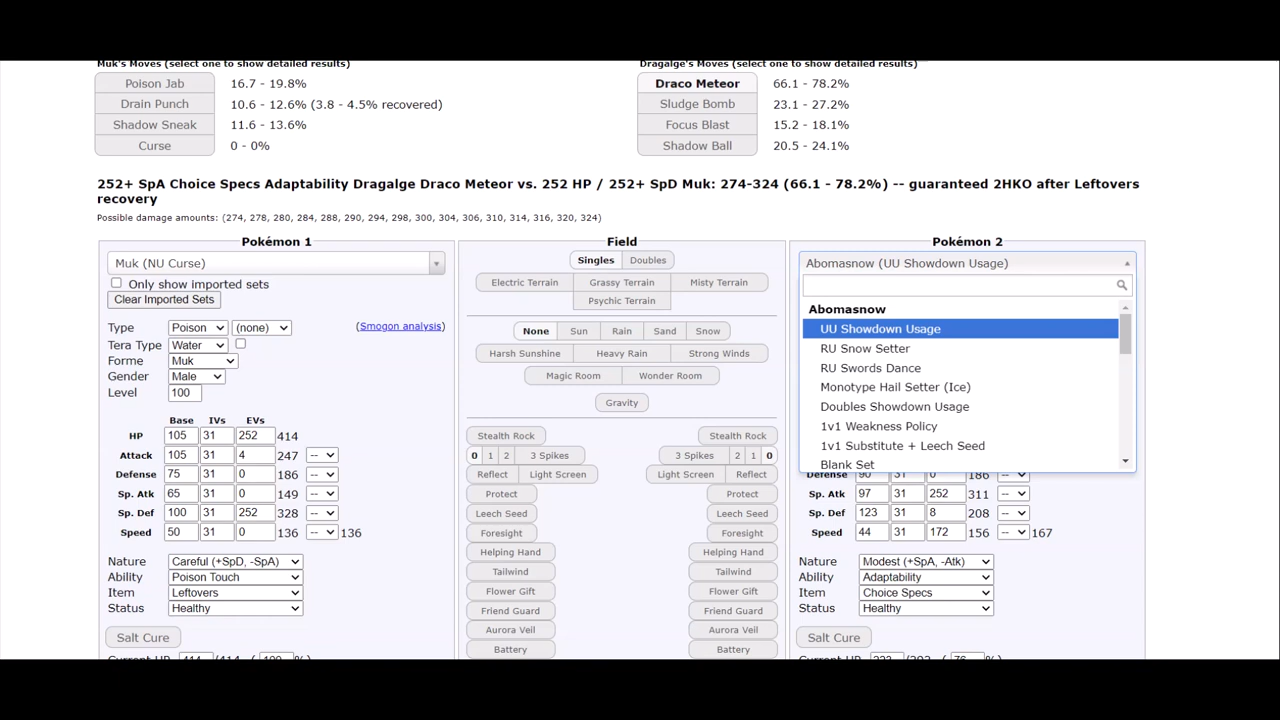 Muk's Moves (select one to show detailed results)
Dragalge's Moves (select one to show detailed results)
Poison Jab 16.7 - 19.8%
Drain Punch 10.6 - 12.6% (3.8 - 4.5% recovered)
Shadow Sneak 11.6 - 13.6%
Curse 0 - 0%
Draco Meteor 66.1 - 78.2%
Sludge Bomb 23.1 - 27.2%
Focus Blast 15.2 - 18.1%
Shadow Ball 20.5 - 24.1%
252+ SpA Choice Specs Adaptability Dragalge Draco Meteor vs. 252 HP / 252+ SpD Muk: 274-324 (66.1 - 78.2%) -- guaranteed 2HKO after Leftovers
recovery
Possible damage amounts: (274, 278, 280, 284, 288, 290, 294, 298, 300, 304, 306, 310, 314, 316, 320, 324)
Pokémon 1
Muk (NU Curse)
Only show imported sets
Clear Imported Sets
Type Poison (none) (Smogon analysis)
Tera Type Water
Forme Muk
Gender Male
Level 100
Base IVs EVs
HP 105 31 252 414
Attack 105 31 4 247 --
Defense 75 31 0 186 --
Sp. Atk 65 31 0 149 --
Sp. Def 100 31 252 328 --
Speed 50 31 0 136 -- 136
Nature Careful (+SpD, -SpA)
Ability Poison Touch
Item Leftovers
Status Healthy
Salt Cure
Field
Singles Doubles
Electric Terrain Grassy Terrain Misty Terrain
Psychic Terrain
None Sun Rain Sand Snow
Harsh Sunshine Heavy Rain Strong Winds
Magic Room Wonder Room
Gravity
Stealth Rock Stealth Rock
0 1 2 3 Spikes 3 Spikes 2 1 0
Reflect Light Screen Light Screen Reflect
Protect Protect
Leech Seed Leech Seed
Foresight Foresight
Helping Hand Helping Hand
Tailwind Tailwind
Flower Gift Flower Gift
Friend Guard Friend Guard
Aurora Veil Aurora Veil
Battery Battery
Pokémon 2
Abomasnow (UU Showdown Usage)
Abomasnow
UU Showdown Usage
RU Snow Setter
RU Swords Dance
Monotype Hail Setter (Ice)
Doubles Showdown Usage
1v1 Weakness Policy
1v1 Substitute + Leech Seed
Blank Set
Defense 90 31 0 216 --
Sp. Atk 97 31 252 311 --
Sp. Def 123 31 8 208 --
Speed 44 31 172 156 -- 167
Nature Modest (+SpA, -Atk)
Ability Adaptability
Item Choice Specs
Status Healthy
Salt Cure